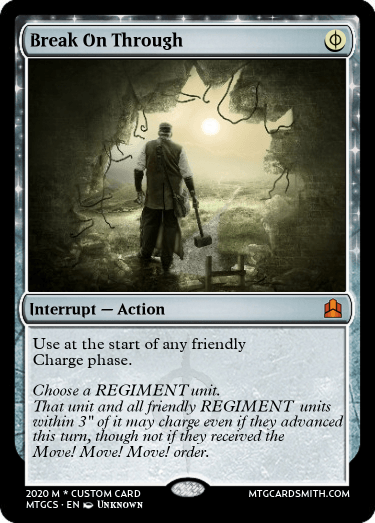 Break On Through
Interrupt — Action
Use at the start of any friendly
Charge phase.
Choose a REGIMENT unit.
That unit and all friendly REGIMENT units
within 3" of it may charge even if they advanced
this turn, though not if they received the
Move! Move! Move! order.
2020 M * CUSTOM CARD
MTGCS • EN Unknown
MTGCARDSMITH.COM